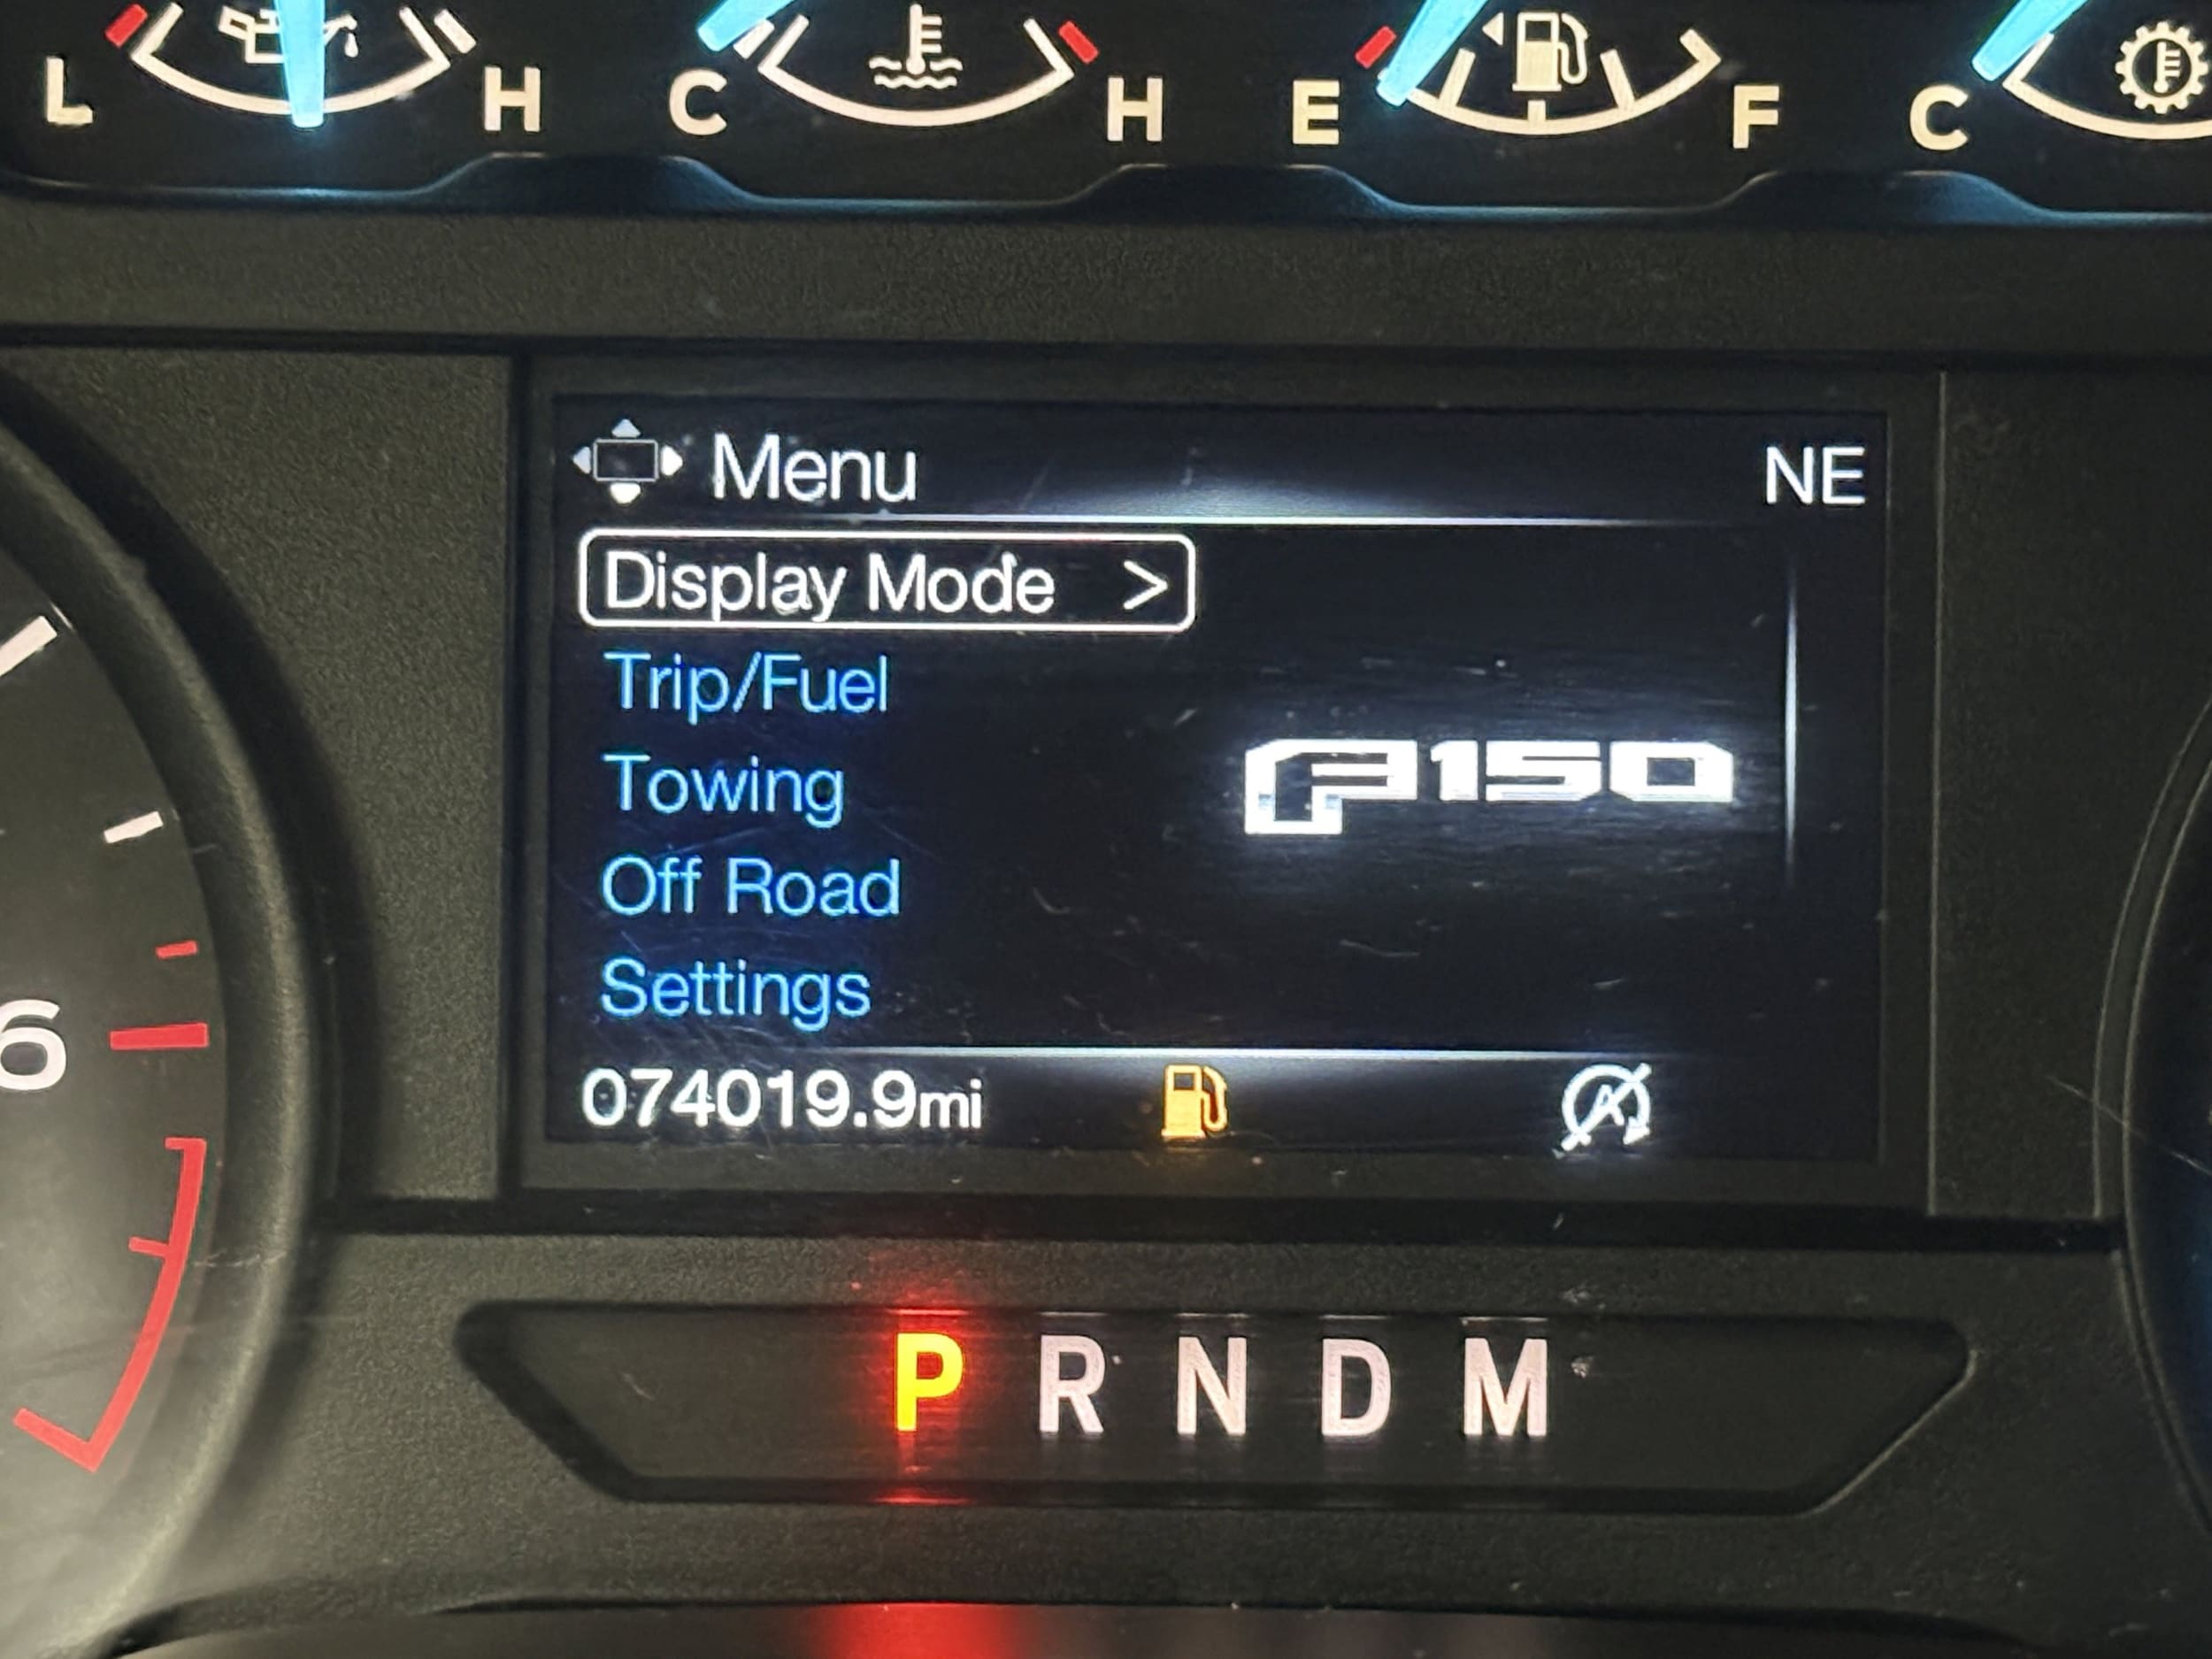 L H C H E F C
Menu NE
Display Mode >
Trip/Fuel
Towing
F150
Off Road
Settings
6
074019.9mi
P R N D M